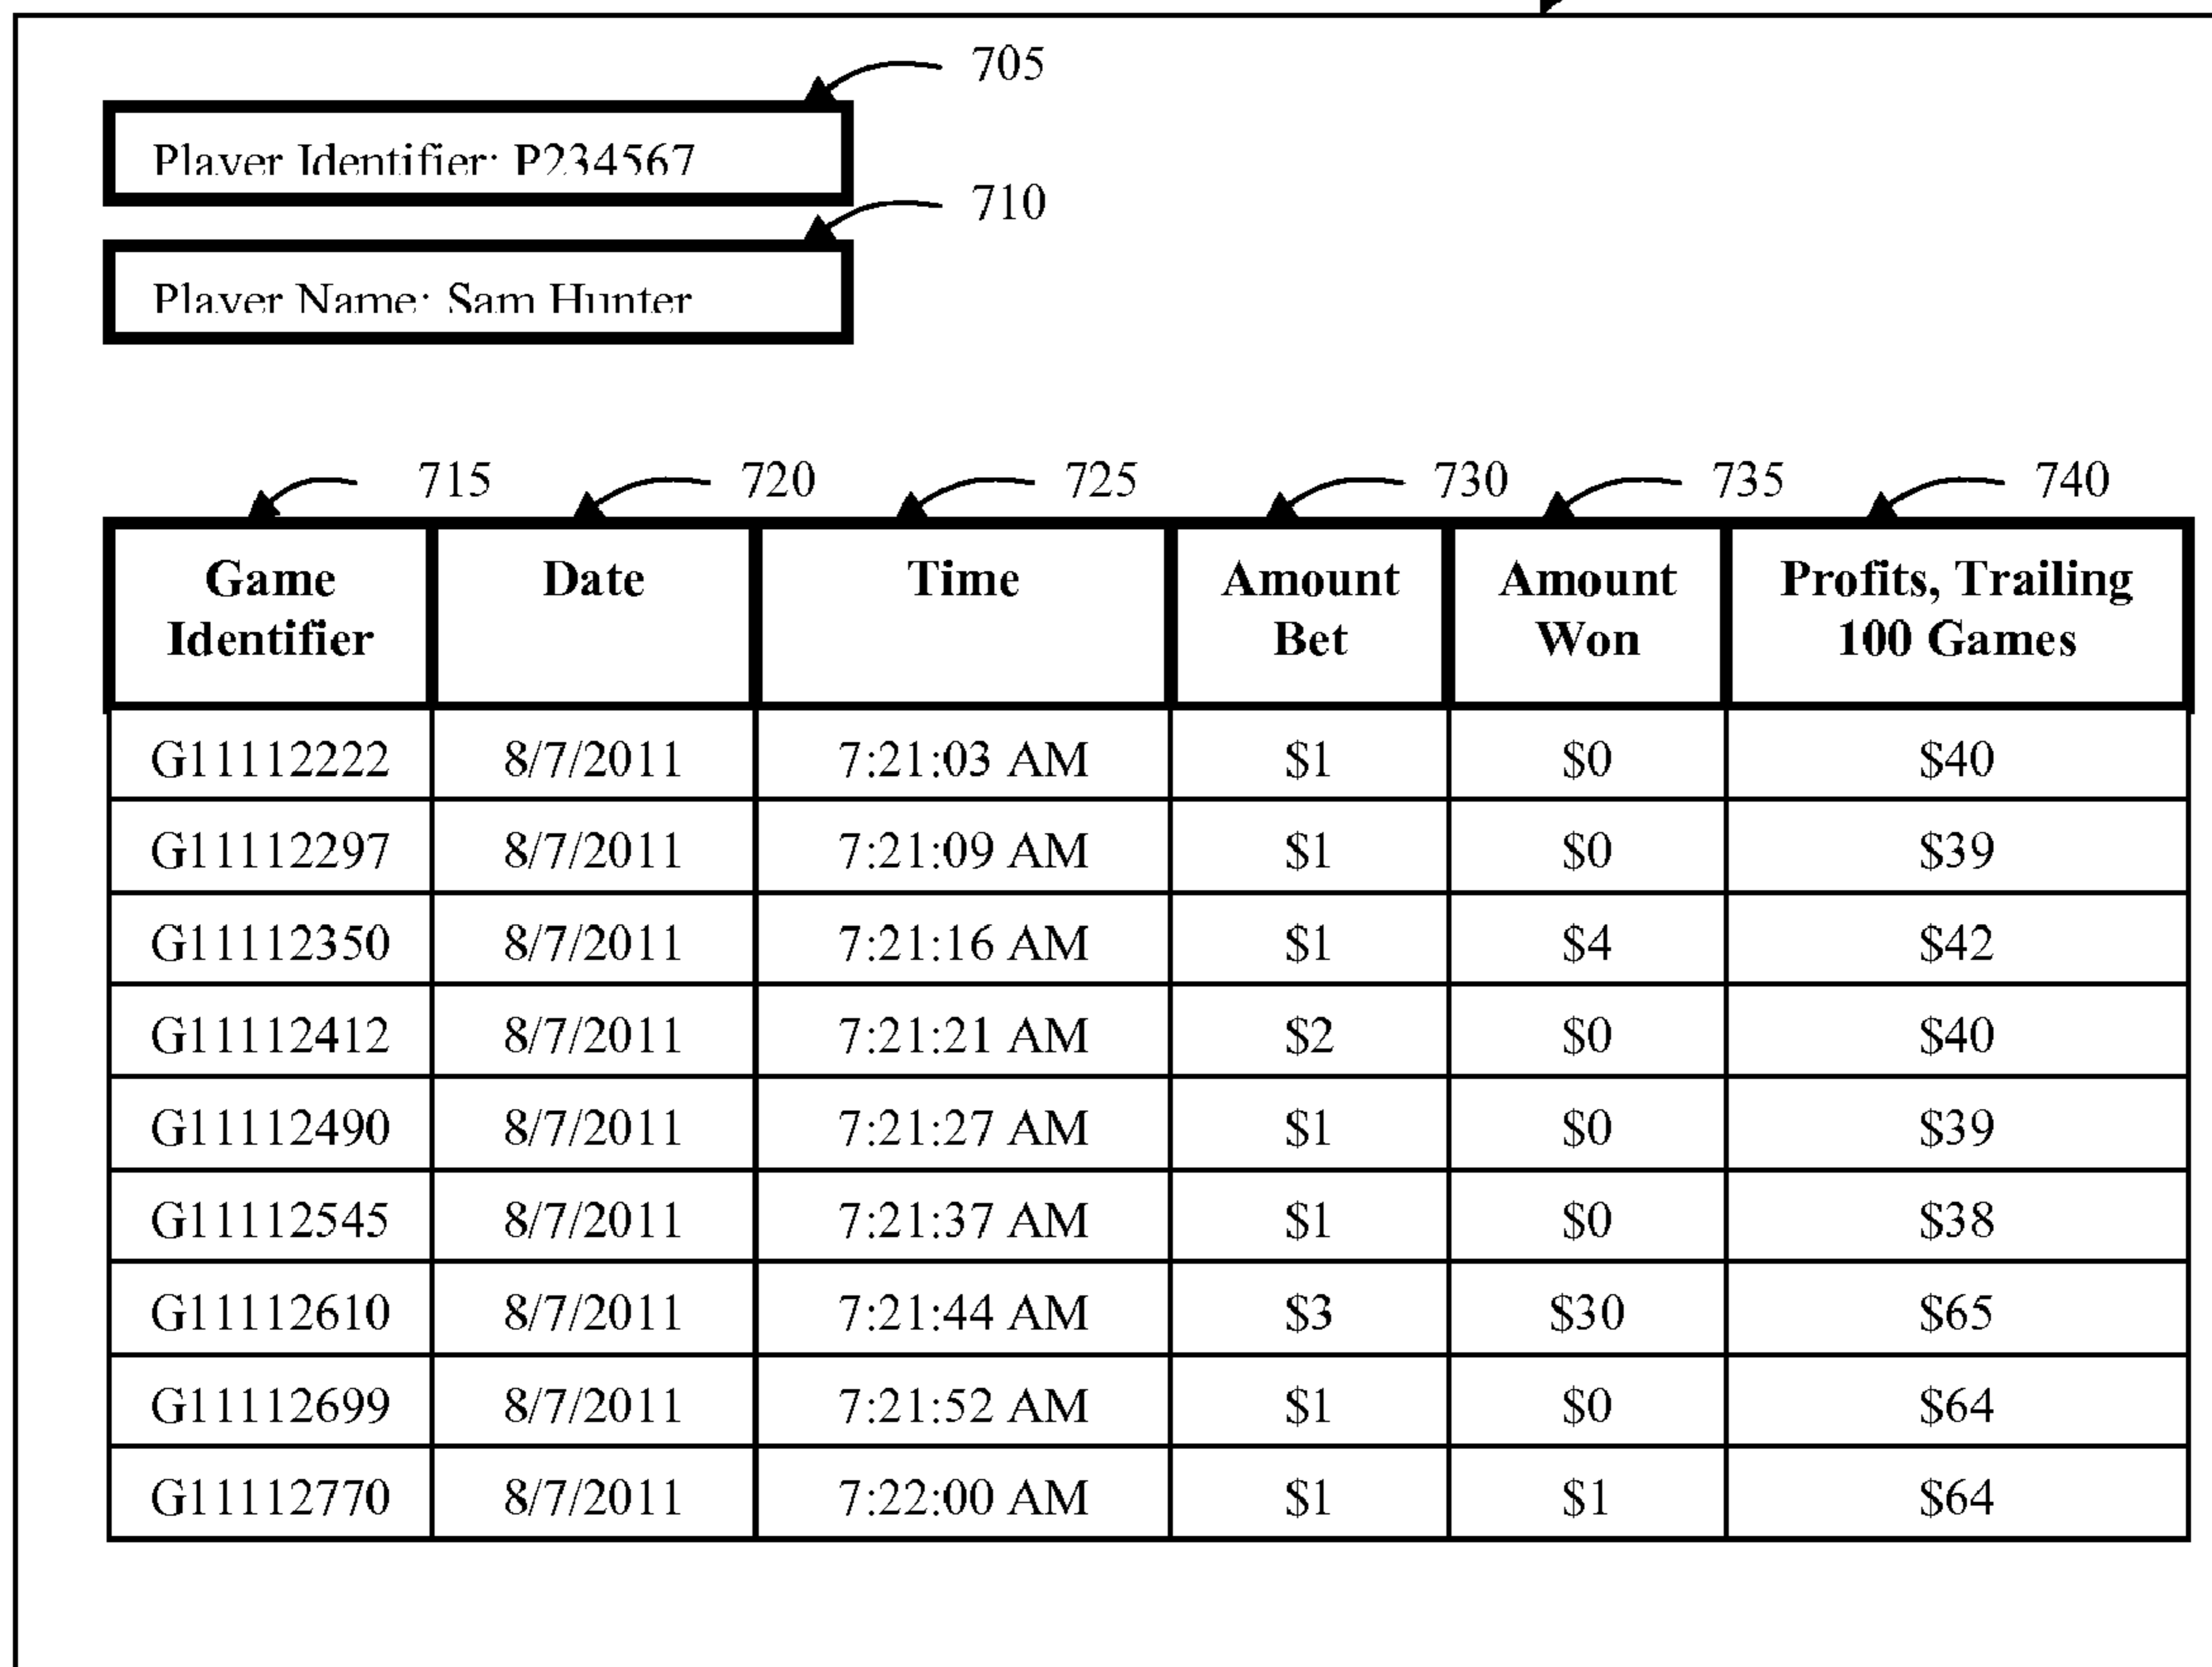 705
Player Identifier: P234567
710
Player Name: Sam Hunter
715 720 725 730 735 740
Game Identifier Date Time Amount Bet Amount Won Profits, Trailing 100 Games
G11112222 8/7/2011 7:21:03 AM $1 $0 $40
G11112297 8/7/2011 7:21:09 AM $1 $0 $39
G11112350 8/7/2011 7:21:16 AM $1 $4 $42
G11112412 8/7/2011 7:21:21 AM $2 $0 $40
G11112490 8/7/2011 7:21:27 AM $1 $0 $39
G11112545 8/7/2011 7:21:37 AM $1 $0 $38
G11112610 8/7/2011 7:21:44 AM $3 $30 $65
G11112699 8/7/2011 7:21:52 AM $1 $0 $64
G11112770 8/7/2011 7:22:00 AM $1 $1 $64